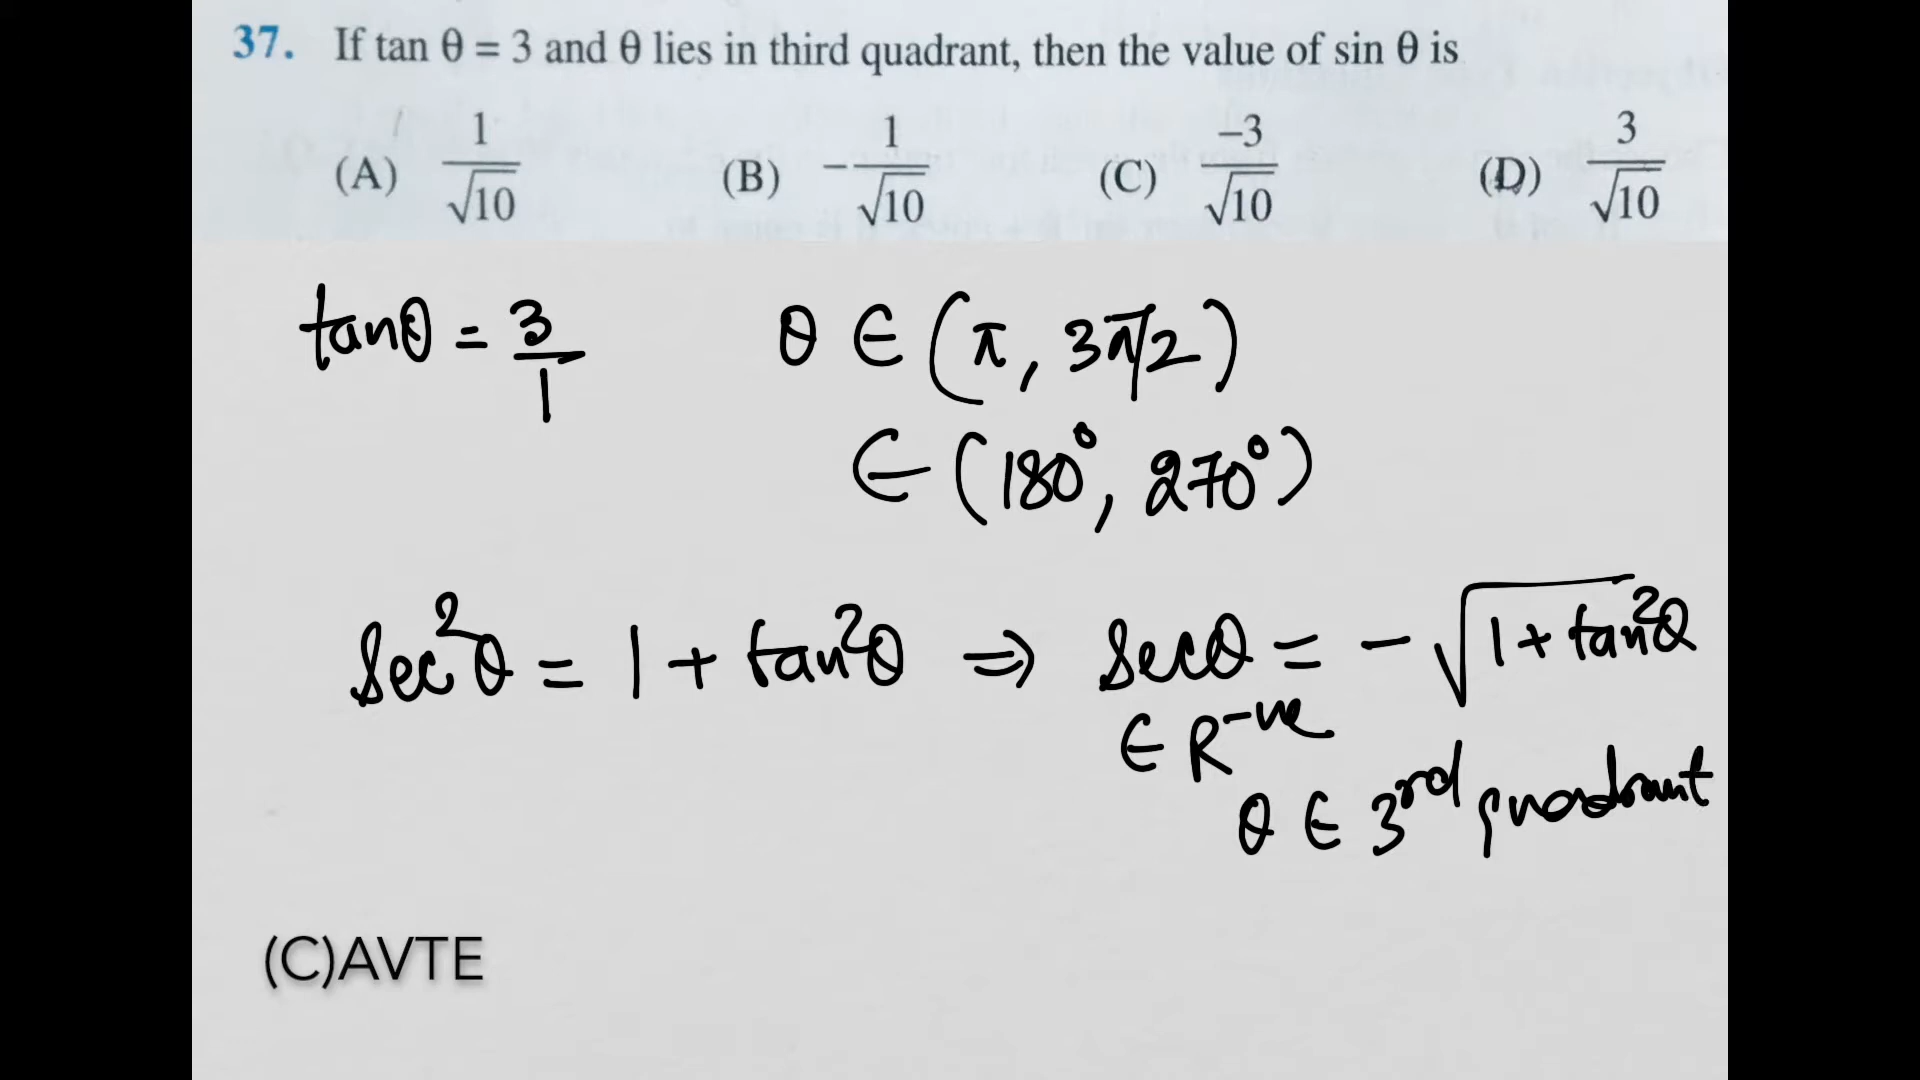 37. If tan θ = 3 and θ lies in third quadrant, then the value of sin θ is
(A) 1/√10 (B) -1/√10 (C) -3/√10 (D) 3/√10
tanθ = 3/1 θ ∈ (π, 3π/2)
∈ (180°, 270°)
sec²θ = 1 + tan²θ ⇒ secθ = -√1+tan²θ
∈ R⁻ᵛᵉ
θ ∈ 3rd quadrant
(C)AVTE